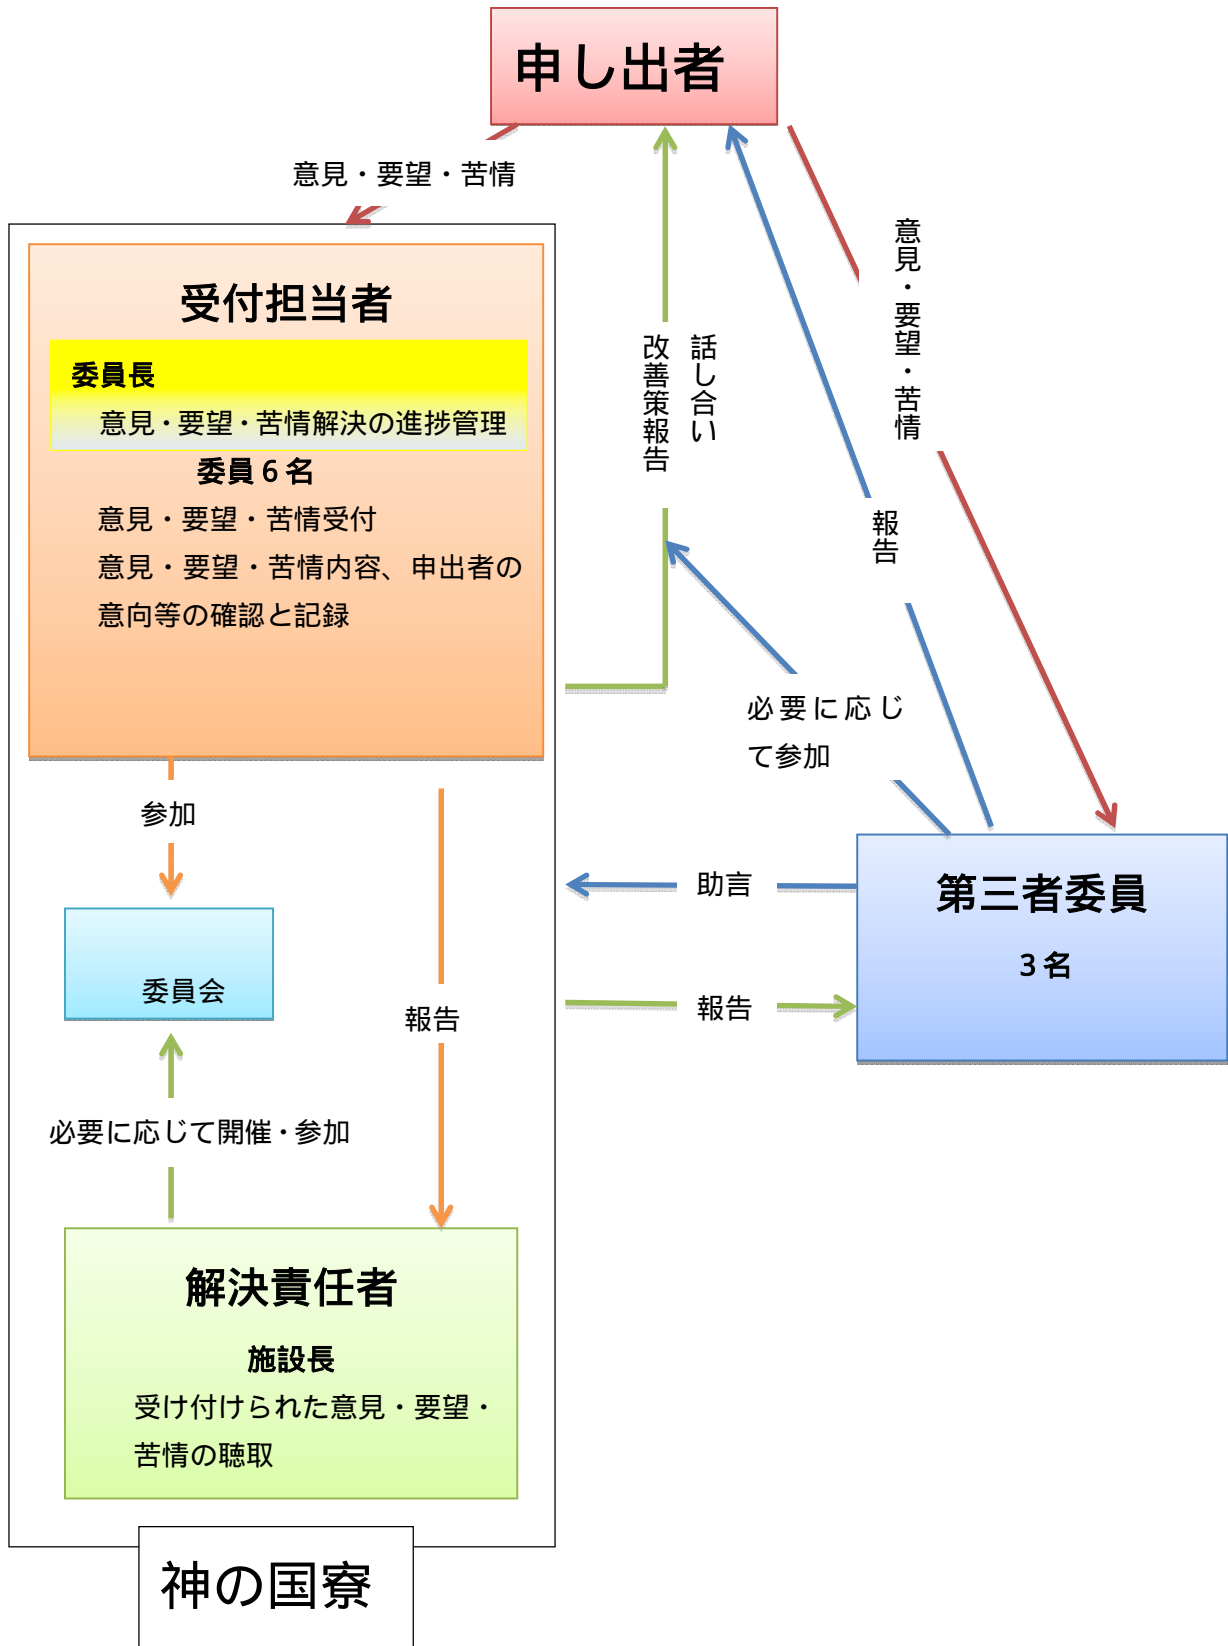 申し出者
意見・要望・苦情
意見・要望・苦情
受付担当者
委員長
意見・要望・苦情解決の進捗管理
委員６名
意見・要望・苦情受付
意見・要望・苦情内容、申出者の
意向等の確認と記録
話し合い
改善策報告
報告
必要に応じ
て参加
参加
助言
第三者委員
３名
委員会
報告
報告
必要に応じて開催・参加
解決責任者
施設長
受け付けられた意見・要望・
苦情の聴取
神の国寮